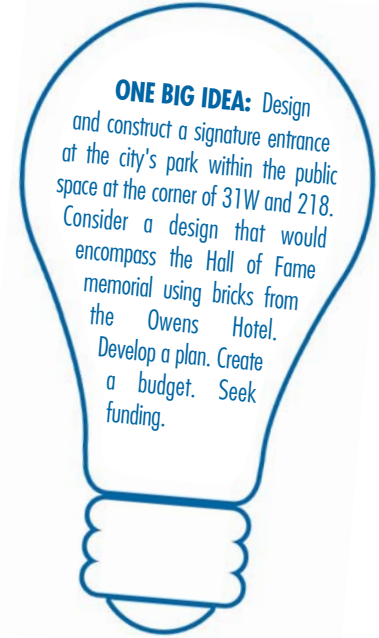 ONE BIG IDEA: Design
and construct a signature entrance
at the city's park within the public
space at the corner of 31W and 218.
Consider a design that would
encompass the Hall of Fame
memorial using bricks from
the Owens Hotel.
Develop a plan. Create
a budget. Seek
funding.